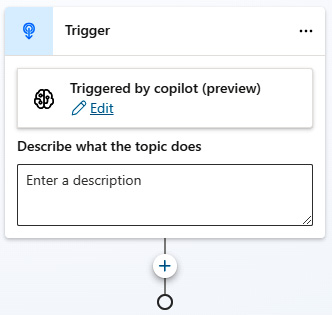 Trigger
Triggered by copilot (preview)
Edit
Describe what the topic does
Enter a description